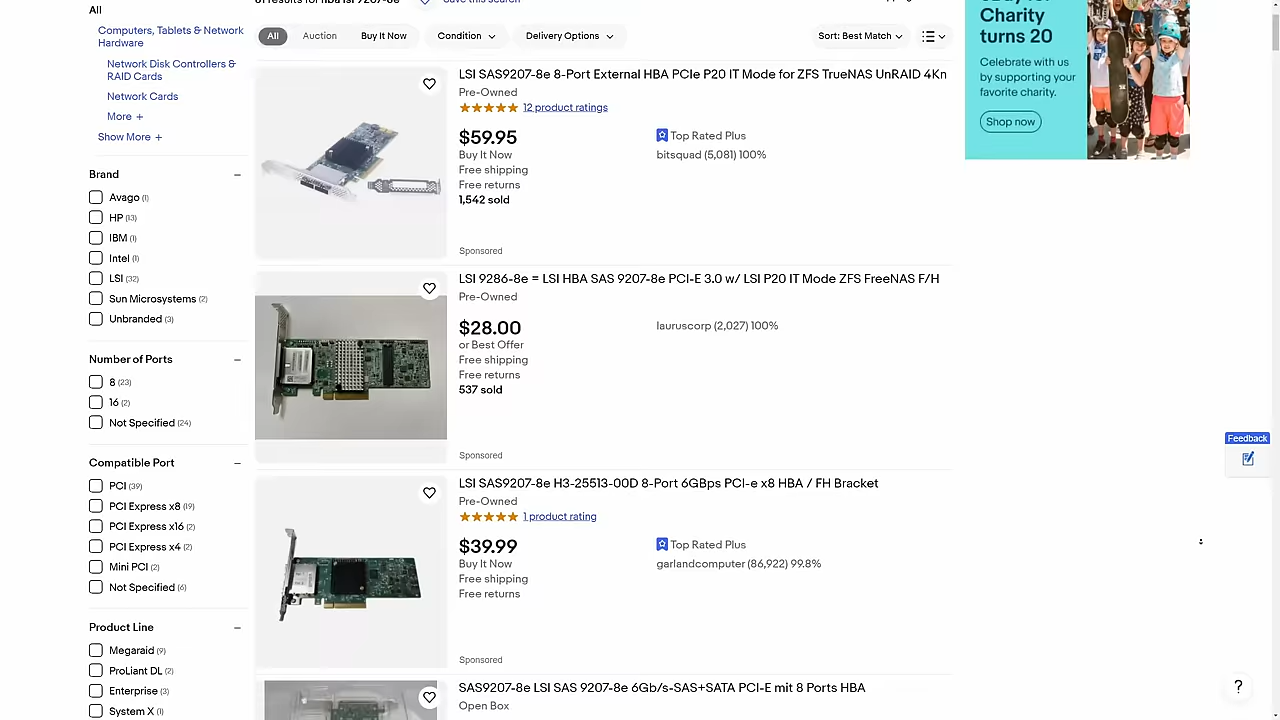 All
Computers, Tablets & Network
Hardware
Network Disk Controllers &
RAID Cards
Network Cards
More +
Show More +
Brand
Avago (1)
HP (13)
IBM (1)
Intel (1)
LSI (32)
Sun Microsystems (2)
Unbranded (3)
Number of Ports
8 (23)
16 (2)
Not Specified (24)
Compatible Port
PCI (39)
PCI Express x8 (19)
PCI Express x16 (2)
PCI Express x4 (2)
Mini PCI (2)
Not Specified (6)
Product Line
Megaraid (9)
ProLiant DL (2)
Enterprise (3)
System X (1)
All
Auction
Buy It Now
Condition
Delivery Options
Sort: Best Match
LSI SAS9207-8e 8-Port External HBA PCIe P20 IT Mode for ZFS TrueNAS UnRAID 4Kn
Pre-Owned
12 product ratings
$59.95
Buy It Now
Free shipping
Free returns
1,542 sold
Top Rated Plus
bitsquad (5,081) 100%
Sponsored
LSI 9286-8e = LSI HBA SAS 9207-8e PCI-E 3.0 w/ LSI P20 IT Mode ZFS FreeNAS F/H
Pre-Owned
$28.00
or Best Offer
Free shipping
Free returns
537 sold
lauruscorp (2,027) 100%
Sponsored
LSI SAS9207-8e H3-25513-00D 8-Port 6GBps PCI-e x8 HBA / FH Bracket
Pre-Owned
1 product rating
$39.99
Buy It Now
Free shipping
Free returns
Top Rated Plus
garlandcomputer (86,922) 99.8%
Sponsored
SAS9207-8e LSI SAS 9207-8e 6Gb/s-SAS+SATA PCI-E mit 8 Ports HBA
Open Box
Charity
turns 20
Celebrate with us
by supporting your
favorite charity.
Shop now
Feedback
?